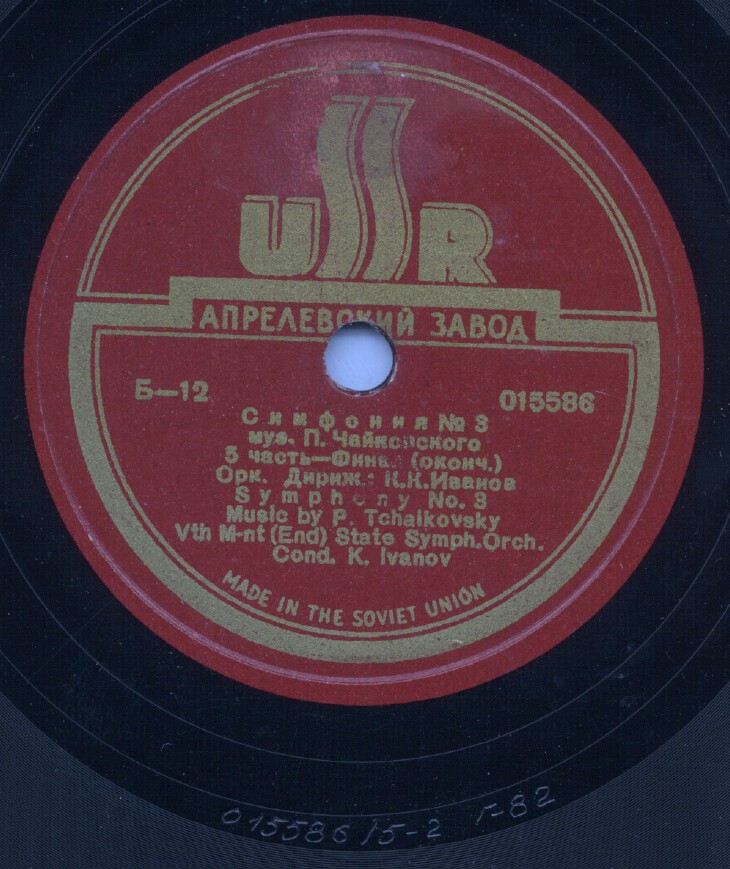 USSR
АПРЕЛЕВСКИЙ ЗАВОД
Б—12 015586
Симфония № 3
муз. П. Чайковского
5 часть—Финал (оконч.)
Орк. Дириж.: К.К.Иванов
Symphony No. 3
Music by P. Tchaikovsky
Vth M-nt (End) State Symph.Orch.
Cond. K. Ivanov
MADE IN THE SOVIET UNION
015586/5-2 Г-82